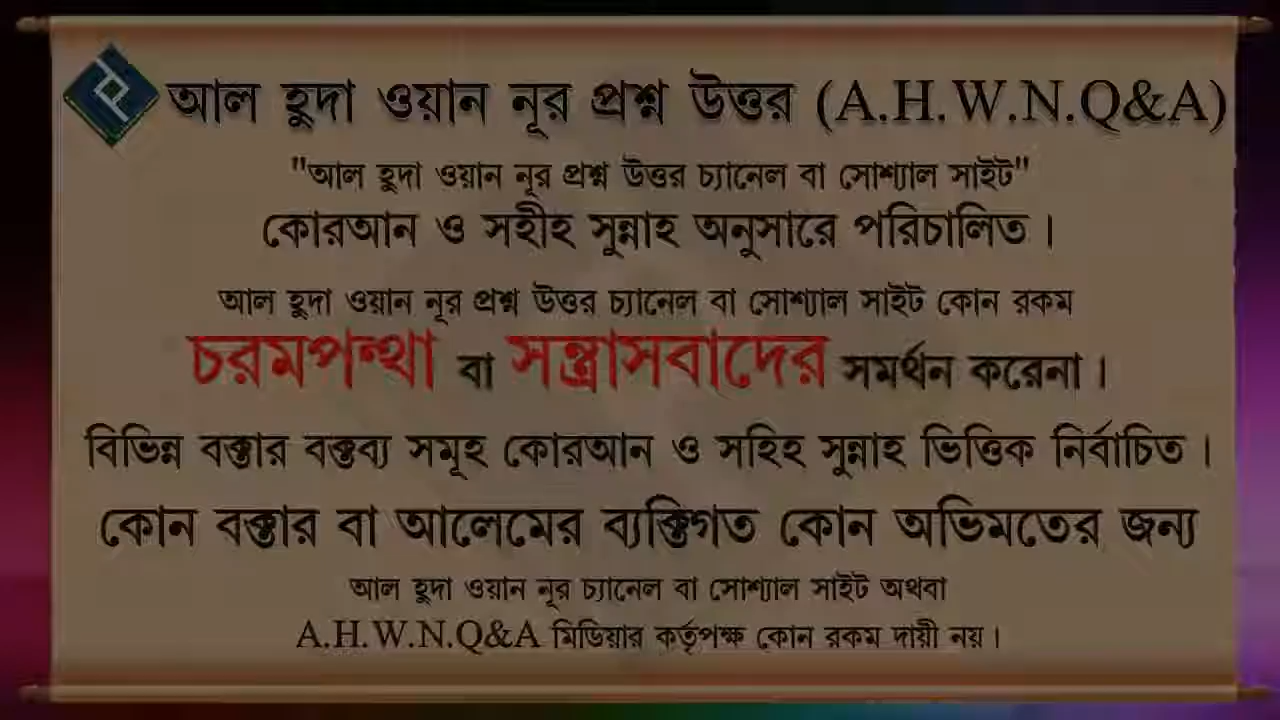 আল হুদা ওয়ান নূর প্রশ্ন উত্তর (A.H.W.N.Q&A)
"আল হুদা ওয়ান নূর প্রশ্ন উত্তর চ্যানেল বা সোশ্যাল সাইট"
কোরআন ও সহীহ সুন্নাহ অনুসারে পরিচালিত।
আল হুদা ওয়ান নূর প্রশ্ন উত্তর চ্যানেল বা সোশ্যাল সাইট কোন রকম
চরমপন্থা বা সন্ত্রাসবাদের সমর্থন করেনা।
বিভিন্ন বক্তার বক্তব্য সমূহ কোরআন ও সহিহ সুন্নাহ ভিত্তিক নির্বাচিত।
কোন বক্তার বা আলেমের ব্যক্তিগত কোন অভিমতের জন্য
আল হুদা ওয়ান নূর চ্যানেল বা সোশ্যাল সাইট অথবা
A.H.W.N.Q&A মিডিয়ার কর্তৃপক্ষ কোন রকম দায়ী নয়।